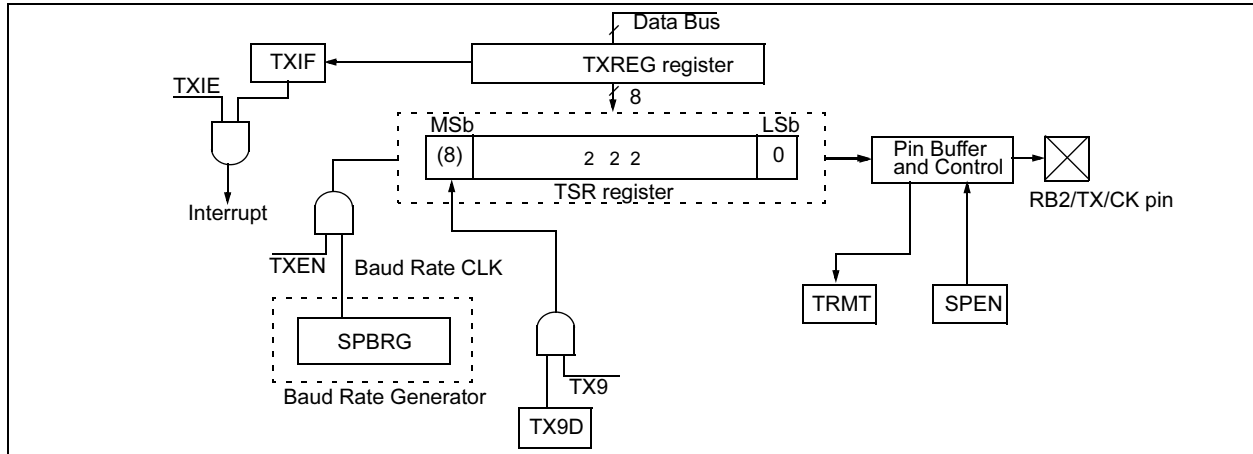 Data Bus
TXIF
TXREG register
TXIE
8
MSb
LSb
(8)
2 2 2
0
Pin Buffer
and Control
TSR register
Interrupt
RB2/TX/CK pin
TXEN
Baud Rate CLK
TRMT
SPEN
SPBRG
TX9
Baud Rate Generator
TX9D